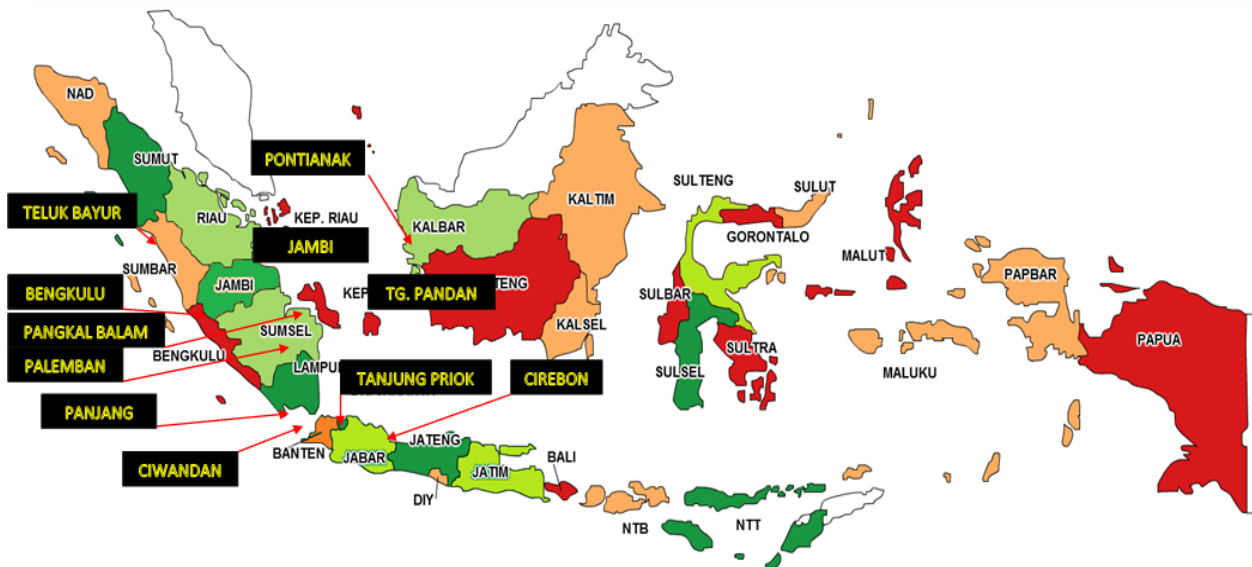 NAD
SUMUT
PONTIANAK
TELUK BAYUR
RIAU
KEP. RIAU
JAMBI
KALBAR
KALTIM
SULTENG
SULUT
GORONTALO
MALUT
PAPBAR
SUMBAR
BENGKULU
JAMBI
KEP
TG. PANDAN
TENG
SULBAR
PANGKAL BALAM
SUMSEL
KALSEL
BENGKULU
PALEMBAN
LAMPU
TANJUNG PRIOK
CIREBON
SULSEL
SULTRA
MALUKU
PAPUA
PANJANG
CIWANDAN
BANTEN
JABAR
JATENG
JATIM
BALI
DIY
NTB
NTT